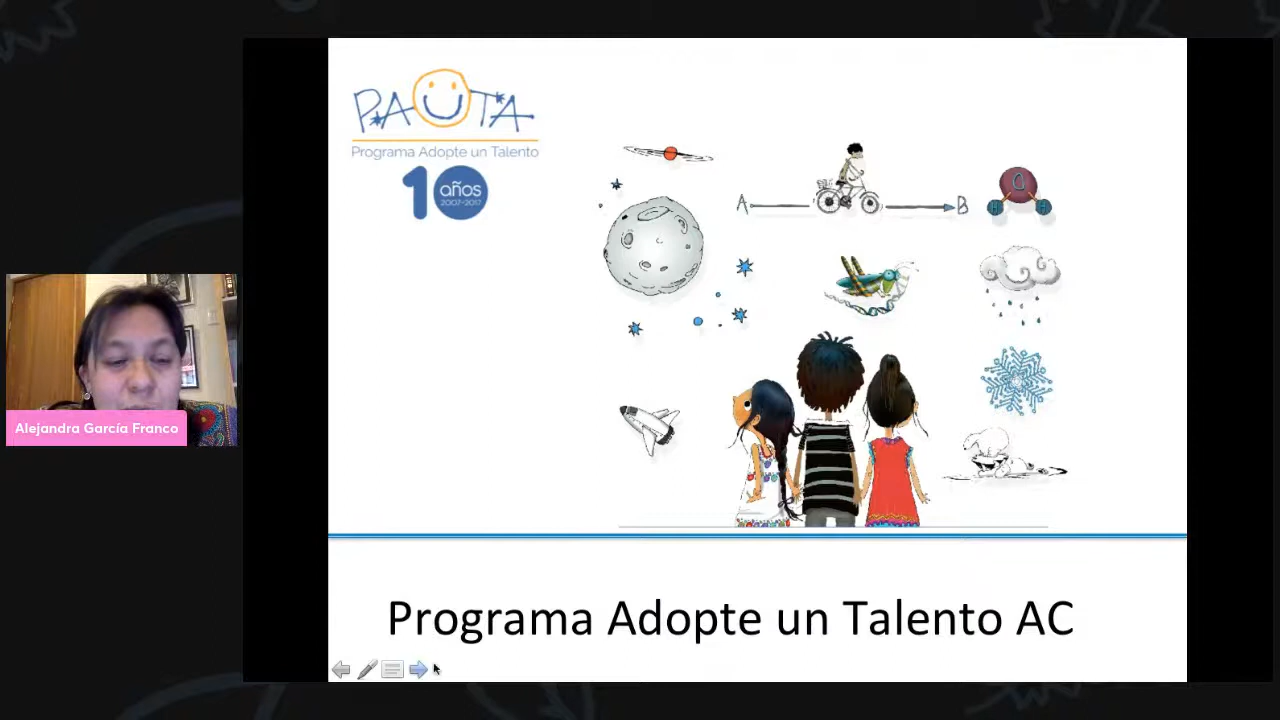 PAUTA
Programa Adopte un Talento
10 años
2007-2017
A
B
O
H
H
Alejandra García Franco
Programa Adopte un Talento AC